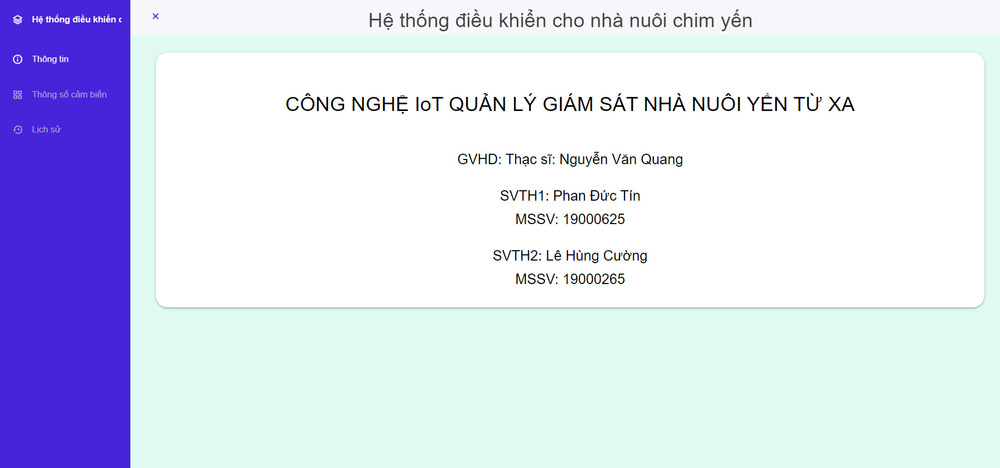 Hệ thống điều khiển c
Thông tin
Thông số cảm biến
Lịch sử
Hệ thống điều khiển cho nhà nuôi chim yến
CÔNG NGHỆ IoT QUẢN LÝ GIÁM SÁT NHÀ NUÔI YẾN TỪ XA
GVHD: Thạc sĩ: Nguyễn Văn Quang
SVTH1: Phan Đức Tín
MSSV: 19000625
SVTH2: Lê Hùng Cường
MSSV: 19000265